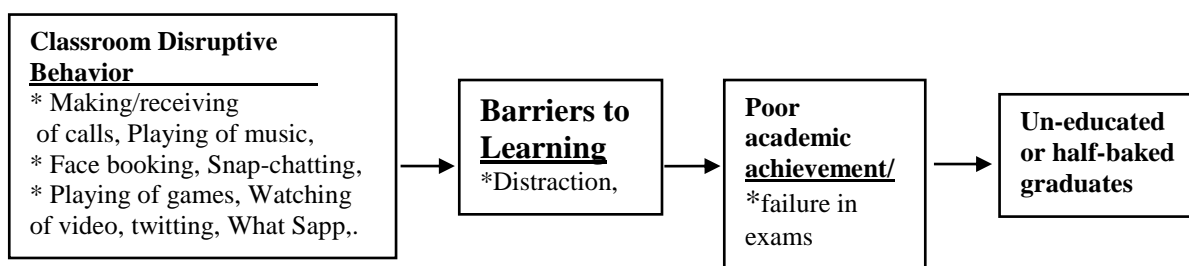 Classroom Disruptive
Behavior
* Making/receiving
of calls, Playing of music,
* Face booking, Snap-chatting,
* Playing of games, Watching
of video, twitting, What Sapp,.
Barriers to
Learning
*Distraction,
Poor
academic
achievement/
*failure in
exams
Un-educated
or half-baked
graduates